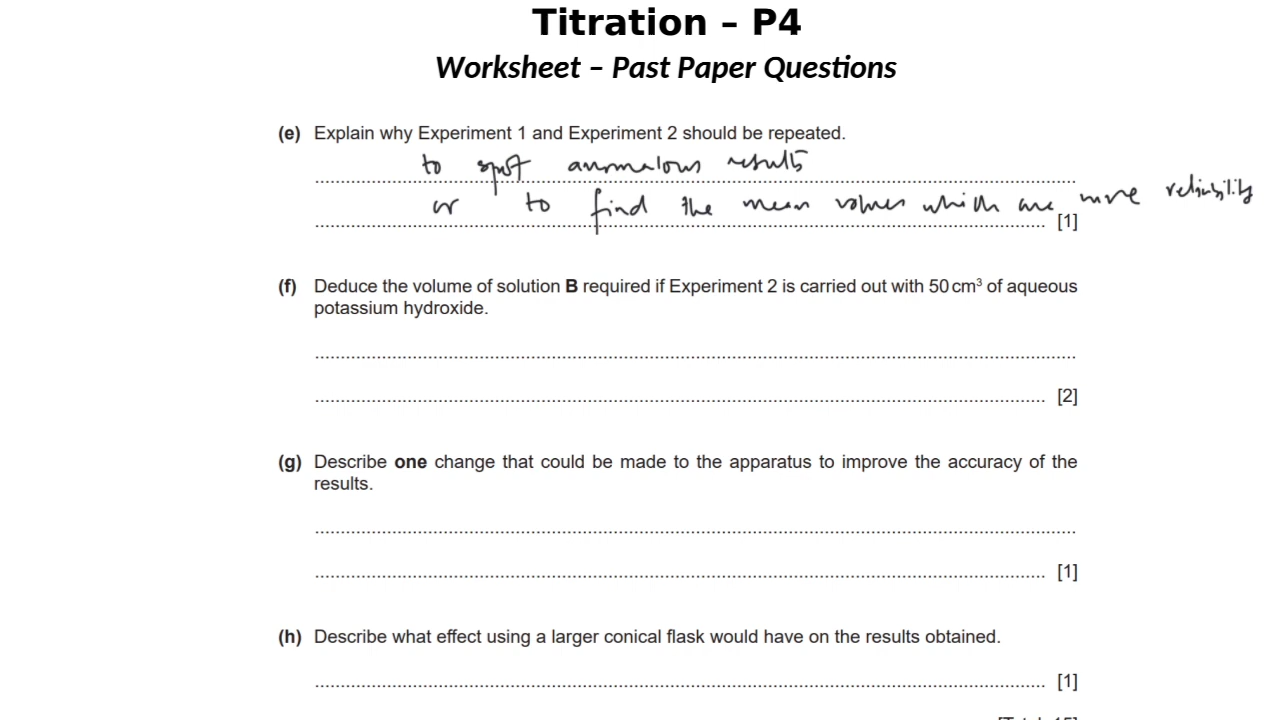 Titration – P4
Worksheet – Past Paper Questions
(e) Explain why Experiment 1 and Experiment 2 should be repeated.
to spot anomalous results
or to find the mean values which are more reliability
[1]
(f) Deduce the volume of solution B required if Experiment 2 is carried out with 50 cm³ of aqueous
potassium hydroxide.
[2]
(g) Describe one change that could be made to the apparatus to improve the accuracy of the
results.
[1]
(h) Describe what effect using a larger conical flask would have on the results obtained.
[1]